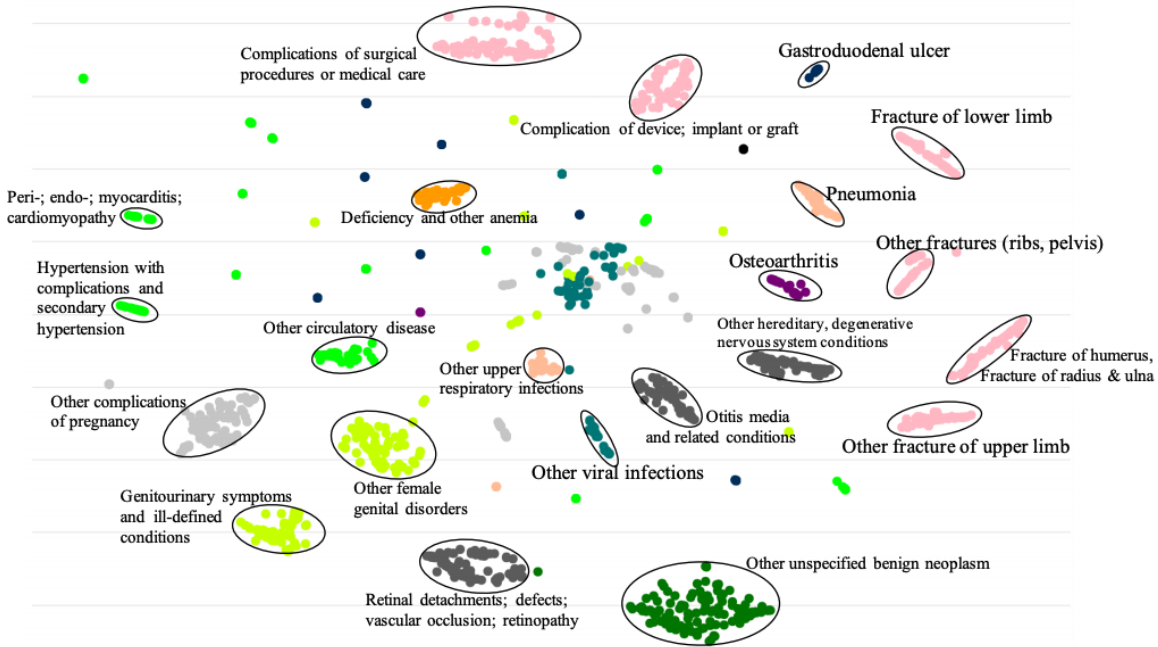 Complications of surgical
procedures or medical care
Gastroduodenal ulcer
Complication of device; implant or graft
Fracture of lower limb
Peri-; endo-; myocarditis;
cardiomyopathy
Deficiency and other anemia
Pneumonia
Other fractures (ribs, pelvis)
Hypertension with
complications and
secondary
hypertension
Osteoarthritis
Other circulatory disease
Other hereditary, degenerative
nervous system conditions
Other upper
respiratory infections
Fracture of humerus,
Fracture of radius & ulna
Other complications
of pregnancy
Otitis media
and related conditions
Other fracture of upper limb
Other viral infections
Other female
genital disorders
Genitourinary symptoms
and ill-defined
conditions
Other unspecified benign neoplasm
Retinal detachments; defects;
vascular occlusion; retinopathy